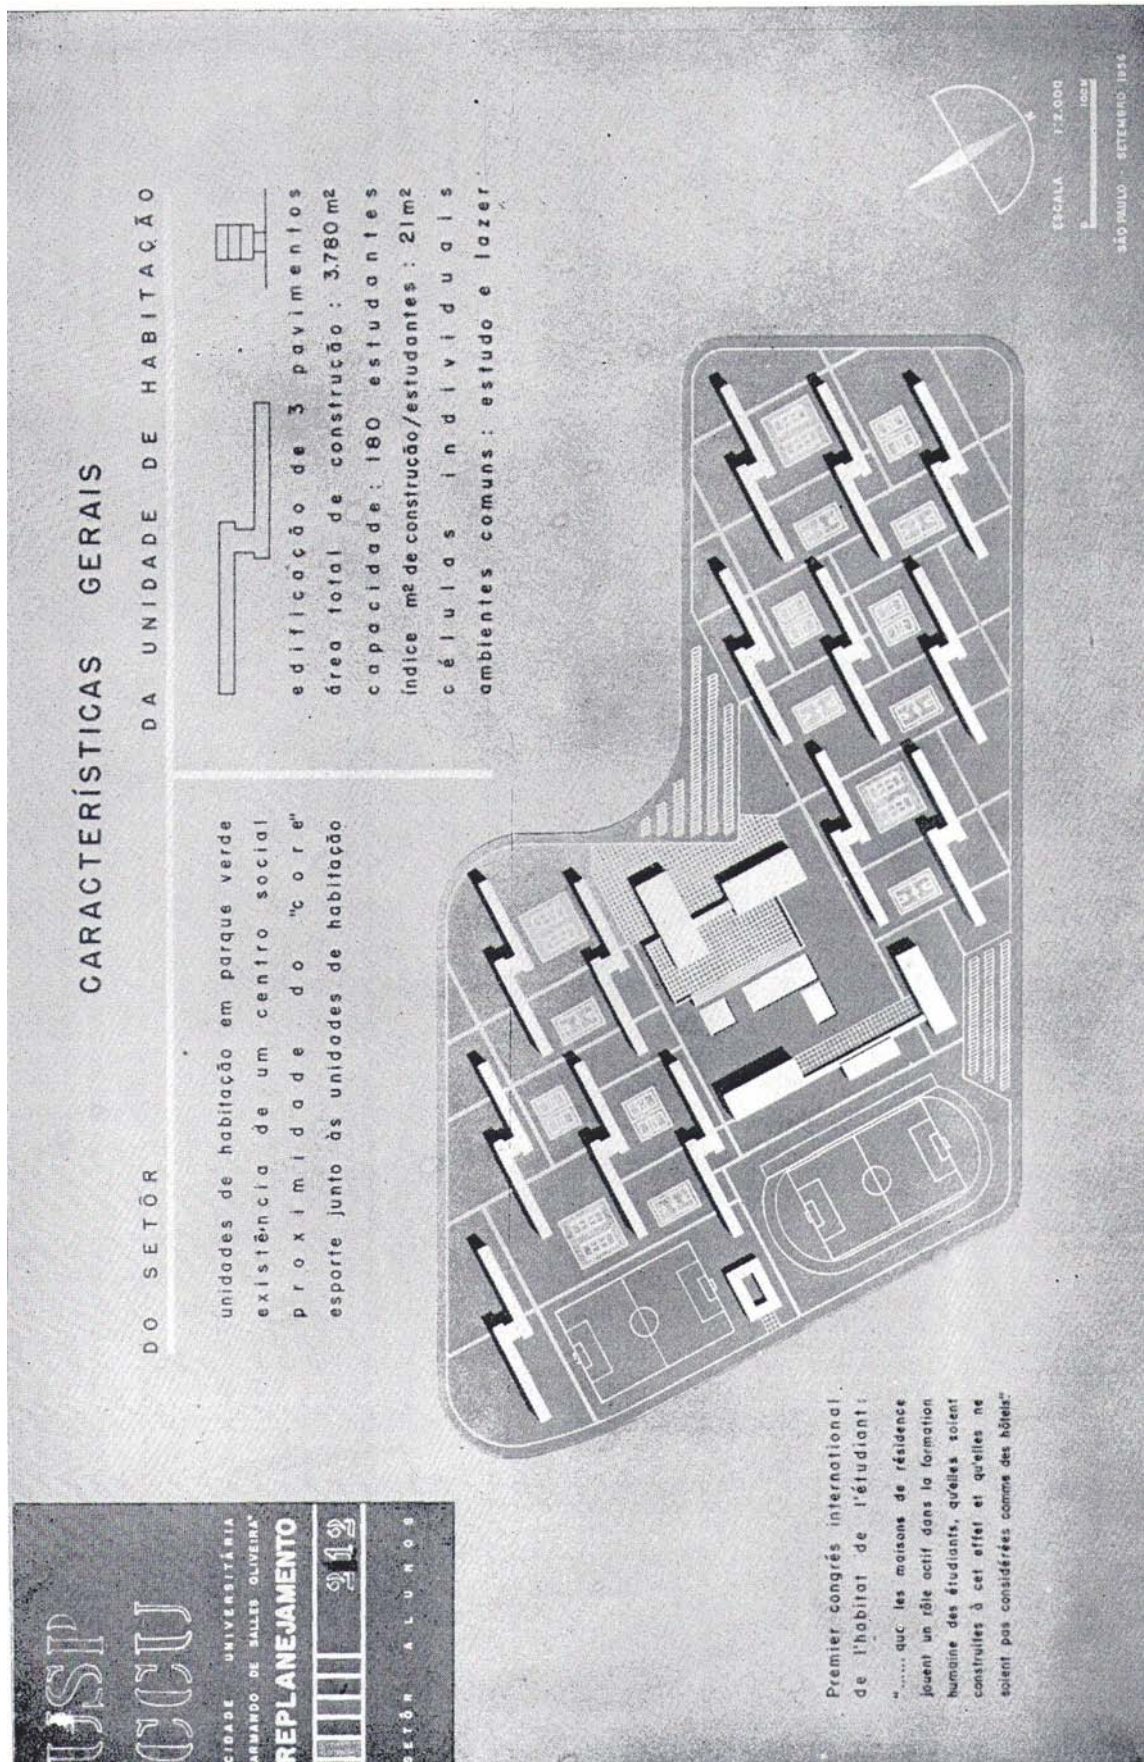 USP
CCCU
CIDADE UNIVERSITÁRIA
"ARMANDO DE SALLES OLIVEIRA"
REPLANEJAMENTO
212
SETÔR ALUNOS
CARACTERÍSTICAS GERAIS
DO SETÔR
unidades de habitação em parque verde
existência de um centro social
proximidade do "core"
esporte junto às unidades de habitação
DA UNIDADE DE HABITAÇÃO
edificação de 3 pavimentos
área total de construção : 3.780 m²
capacidade : 180 estudantes
índice m² de construção/estudantes : 21m²
células individuais
ambientes comuns : estudo e lazer
Premier congrés international
de l'habitat de l'étudiant :
"...... que les maisons de résidence
jouent un rôle actif dans la formation
humaine des étudiants, qu'elles soient
construites à cet effet et qu'elles ne
soient pas considérées comme des hôtels".
N
ESCALA 1:2.000
0 100M
SÃO PAULO - SETEMBRO 1956